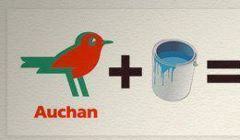 Auchan
+ =